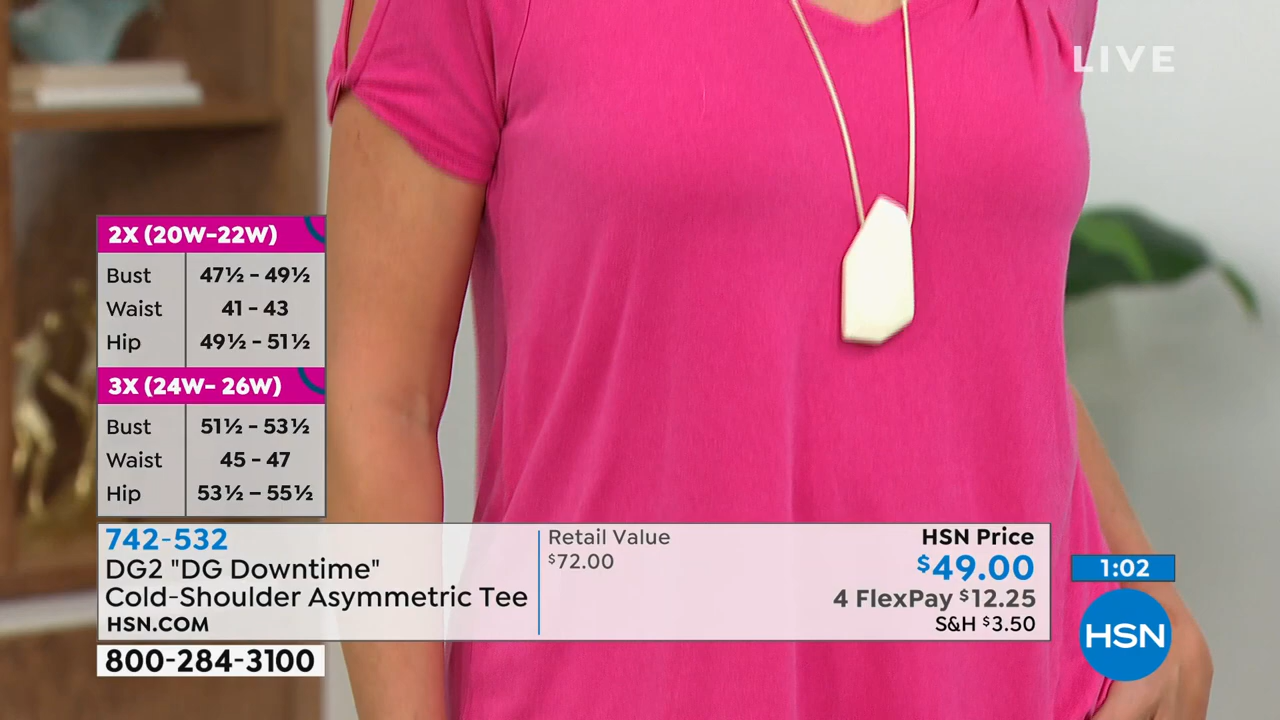 LIVE
2X (20W-22W)
Bust 47½ - 49½
Waist 41 - 43
Hip 49½ - 51½
3X (24W- 26W)
Bust 51½ - 53½
Waist 45 - 47
Hip 53½ - 55½
742-532
DG2 "DG Downtime"
Cold-Shoulder Asymmetric Tee
HSN.COM
Retail Value
$72.00
HSN Price
$49.00
4 FlexPay $12.25
S&H $3.50
800-284-3100
1:02
HSN